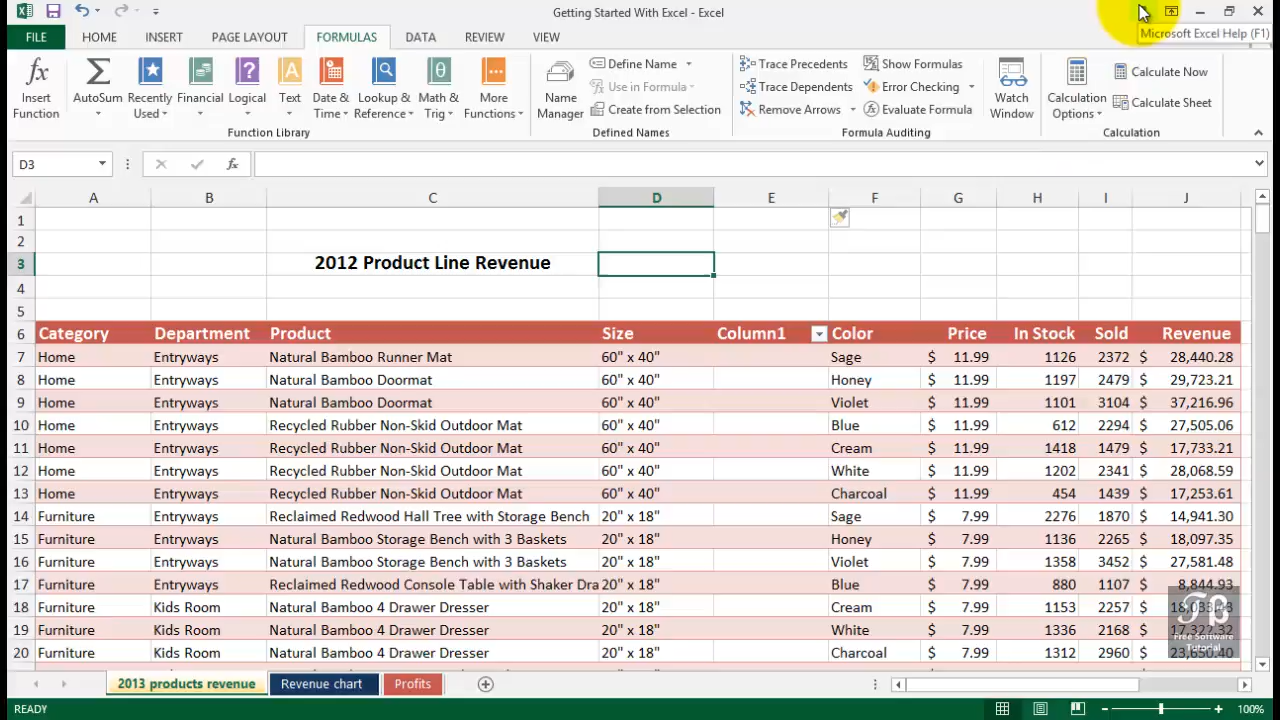 Getting Started With Excel - Excel
Microsoft Excel Help (F1)
FILE HOME INSERT PAGE LAYOUT FORMULAS DATA REVIEW VIEW
Insert Function
AutoSum
Recently Used
Financial
Logical
Text
Date & Time
Lookup & Reference
Math & Trig
More Functions
Function Library
Name Manager
Define Name
Use in Formula
Create from Selection
Defined Names
Trace Precedents
Trace Dependents
Remove Arrows
Show Formulas
Error Checking
Evaluate Formula
Formula Auditing
Watch Window
Calculation Options
Calculate Now
Calculate Sheet
Calculation
D3 fx
A B C D E F G H I J
1
2
3 2012 Product Line Revenue
4
5
6 Category Department Product Size Column1 Color Price In Stock Sold Revenue
7 Home Entryways Natural Bamboo Runner Mat 60" x 40" Sage $ 11.99 1126 2372 $ 28,440.28
8 Home Entryways Natural Bamboo Doormat 60" x 40" Honey $ 11.99 1197 2479 $ 29,723.21
9 Home Entryways Natural Bamboo Doormat 60" x 40" Violet $ 11.99 1101 3104 $ 37,216.96
10 Home Entryways Recycled Rubber Non-Skid Outdoor Mat 60" x 40" Blue $ 11.99 612 2294 $ 27,505.06
11 Home Entryways Recycled Rubber Non-Skid Outdoor Mat 60" x 40" Cream $ 11.99 1418 1479 $ 17,733.21
12 Home Entryways Recycled Rubber Non-Skid Outdoor Mat 60" x 40" White $ 11.99 1202 2341 $ 28,068.59
13 Home Entryways Recycled Rubber Non-Skid Outdoor Mat 60" x 40" Charcoal $ 11.99 454 1439 $ 17,253.61
14 Furniture Entryways Reclaimed Redwood Hall Tree with Storage Bench 20" x 18" Sage $ 7.99 2276 1870 $ 14,941.30
15 Furniture Entryways Natural Bamboo Storage Bench with 3 Baskets 20" x 18" Honey $ 7.99 1136 2265 $ 18,097.35
16 Furniture Entryways Natural Bamboo Storage Bench with 3 Baskets 20" x 18" Violet $ 7.99 1358 3452 $ 27,581.48
17 Furniture Entryways Reclaimed Redwood Console Table with Shaker Dra 20" x 18" Blue $ 7.99 880 1107 $ 8,844.93
18 Furniture Kids Room Natural Bamboo 4 Drawer Dresser 20" x 18" Cream $ 7.99 1153 2257 $
19 Furniture Kids Room Natural Bamboo 4 Drawer Dresser 20" x 18" White $ 7.99 1336 2168 $
20 Furniture Kids Room Natural Bamboo 4 Drawer Dresser 20" x 18" Charcoal $ 7.99 1312 2960 $
Free Software
Tutorial
2013 products revenue Revenue chart Profits
READY 100%